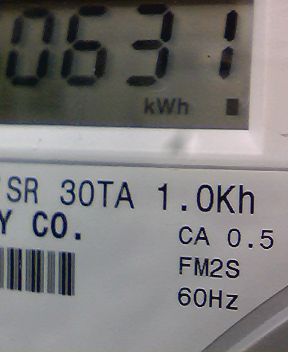 0631
kWh
SR 30TA 1.0Kh
Y CO.
CA 0.5
FM2S
60Hz